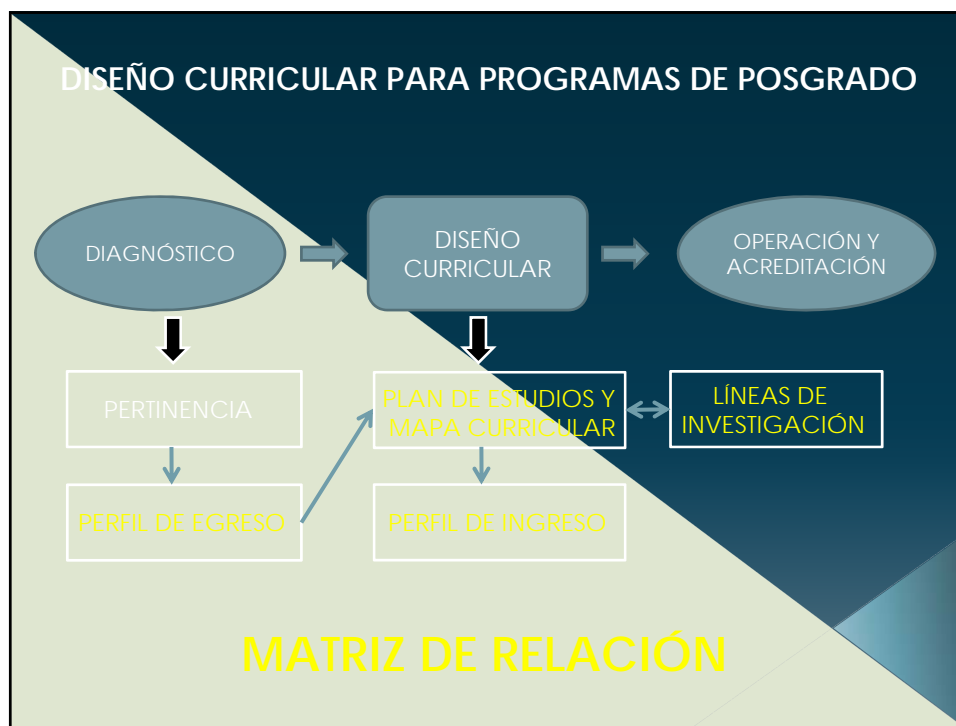 DISEÑO CURRICULAR PARA PROGRAMAS DE POSGRADO
DIAGNÓSTICO
DISEÑO
CURRICULAR
OPERACIÓN Y
ACREDITACIÓN
PERTINENCIA
PLAN DE ESTUDIOS Y
MAPA CURRICULAR
LÍNEAS DE
INVESTIGACIÓN
PERFIL DE EGRESO
PERFIL DE INGRESO
MATRIZ DE RELACIÓN